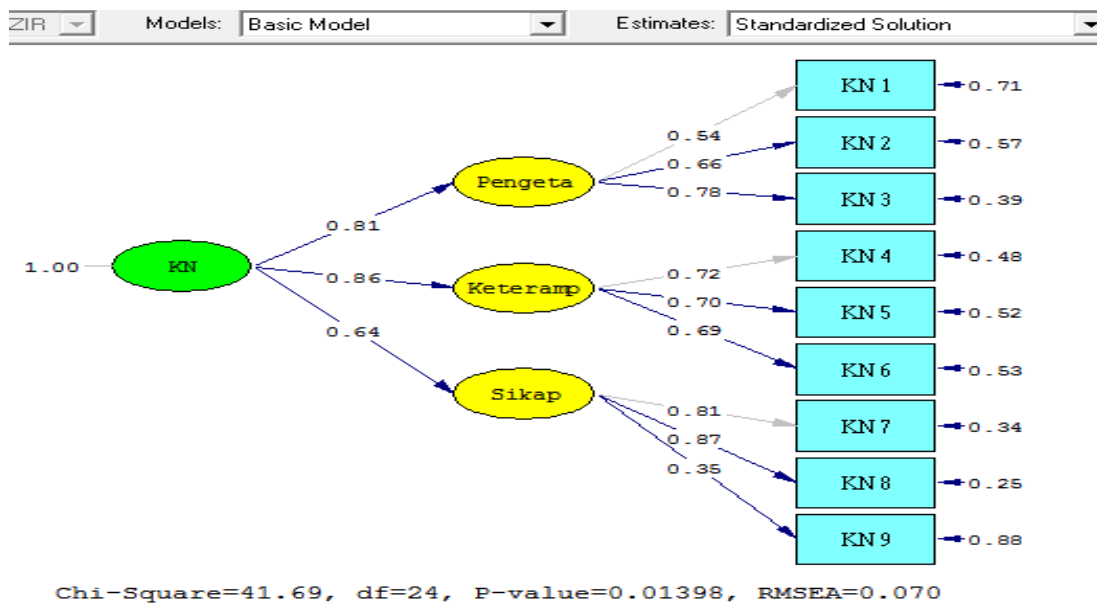 ZIR Models: Basic Model Estimates: Standardized Solution
KN 1 0.71
0.54
KN 2 0.57
0.66
Pengeta
0.78
KN 3 0.39
0.81
KN 4 0.48
1.00 KN
0.72
0.86
Keteramp
0.70
KN 5 0.52
0.64
0.69
KN 6 0.53
Sikap
0.81
KN 7 0.34
0.87
0.35
KN 8 0.25
KN 9 0.88
Chi-Square=41.69, df=24, P-value=0.01398, RMSEA=0.070